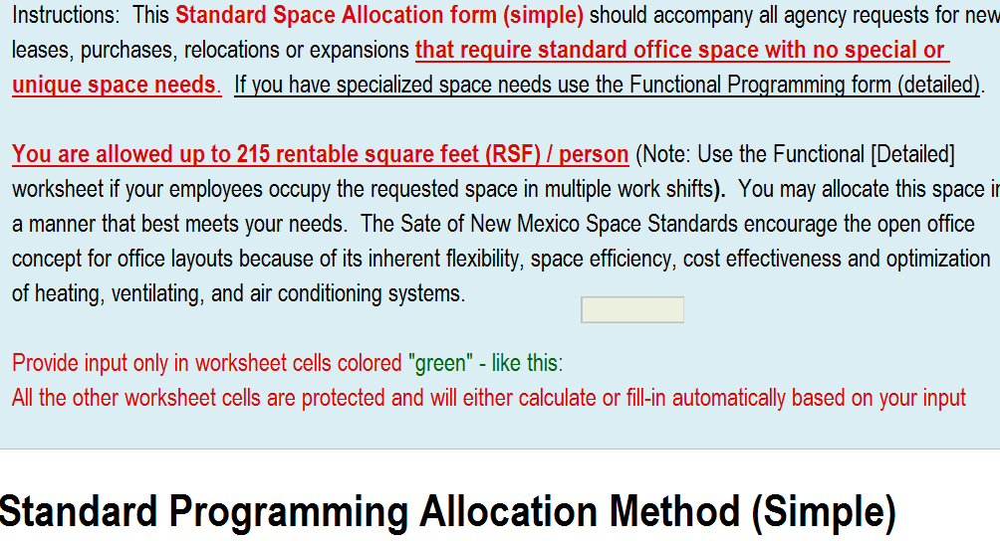 Instructions:  This Standard Space Allocation form (simple) should accompany all agency requests for new
leases, purchases, relocations or expansions that require standard office space with no special or
unique space needs.  If you have specialized space needs use the Functional Programming form (detailed).
You are allowed up to 215 rentable square feet (RSF) / person (Note:  Use the Functional [Detailed]
worksheet if your employees occupy the requested space in multiple work shifts).  You may allocate this space in
a manner that best meets your needs.  The Sate of New Mexico Space Standards encourage the open office
concept for office layouts because of its inherent flexibility, space efficiency, cost effectiveness and optimization
of heating, ventilating, and air conditioning systems.
Provide input only in worksheet cells colored "green" - like this:
All the other worksheet cells are protected and will either calculate or fill-in automatically based on your input
Standard Programming Allocation Method (Simple)